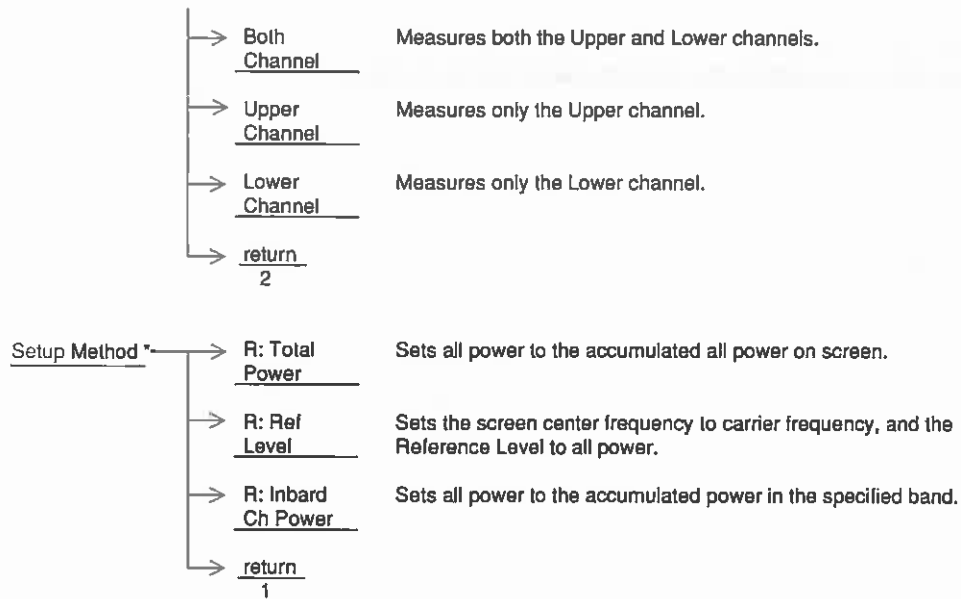 Both Measures both the Upper and Lower channels.
Channel
Upper Measures only the Upper channel.
Channel
Lower Measures only the Lower channel.
Channel
return
2
Setup Method *- R: Total Sets all power to the accumulated all power on screen.
Power
R: Ref Sets the screen center frequency to carrier frequency, and the
Level Reference Level to all power.
R: Inbard Sets all power to the accumulated power in the specified band.
Ch Power
return
1